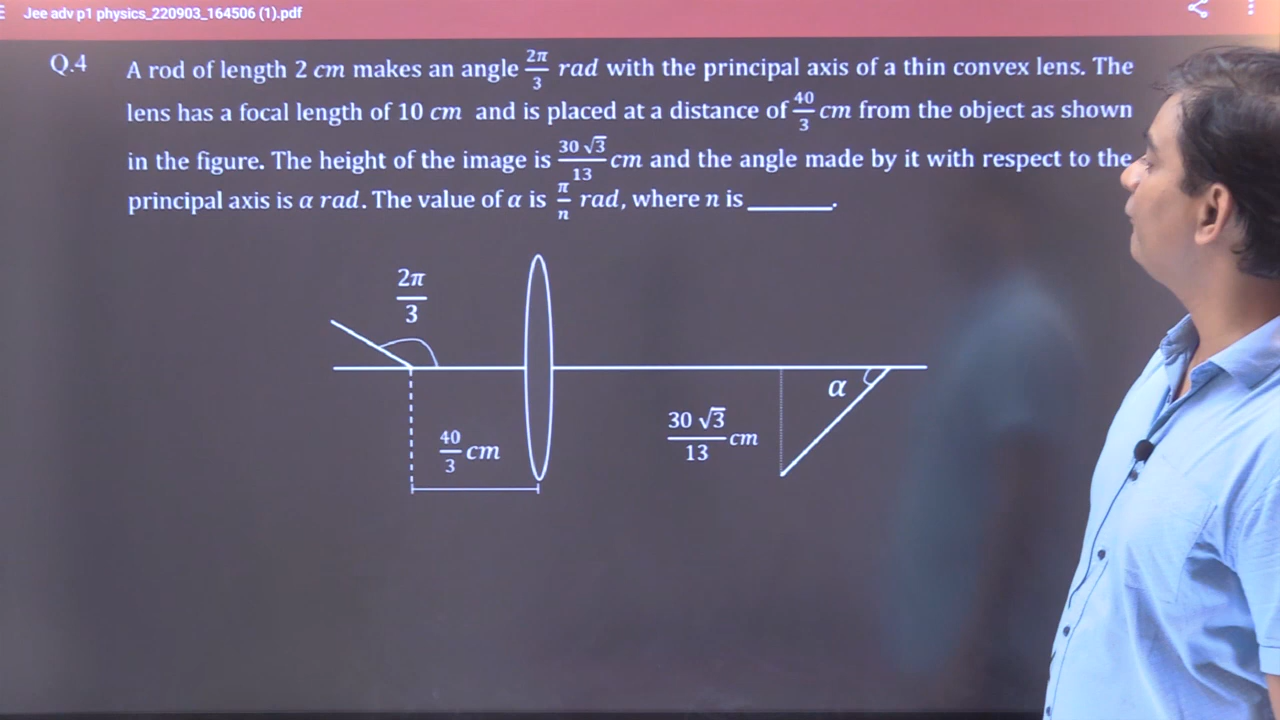 Jee adv p1 physics_220903_164506 (1).pdf
Q.4 A rod of length 2 cm makes an angle 2π/3 rad with the principal axis of a thin convex lens. The
lens has a focal length of 10 cm and is placed at a distance of 40/3 cm from the object as shown
in the figure. The height of the image is 30√3/13 cm and the angle made by it with respect to the
principal axis is α rad. The value of α is π/n rad, where n is ______.
2π/3
α
40/3 cm
30√3/13 cm